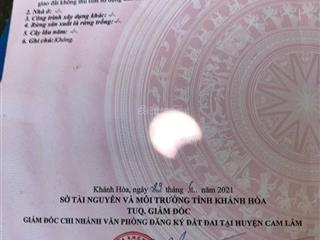 giao đất không thu tiền sử dụng
2. Nhà ở: -/-
3. Công trình xây dựng khác: -/-
4. Rừng sản xuất là rừng trồng: -/-
5. Cây lâu năm: -/-
6. Ghi chú: Không.
Khánh Hòa, ngày tháng năm 2021
SỞ TÀI NGUYÊN VÀ MÔI TRƯỜNG TỈNH KHÁNH HÒA
TUQ. GIÁM ĐỐC
GIÁM ĐỐC CHI NHÁNH VĂN PHÒNG ĐĂNG KÝ ĐẤT ĐAI TẠI HUYỆN CAM LÂM